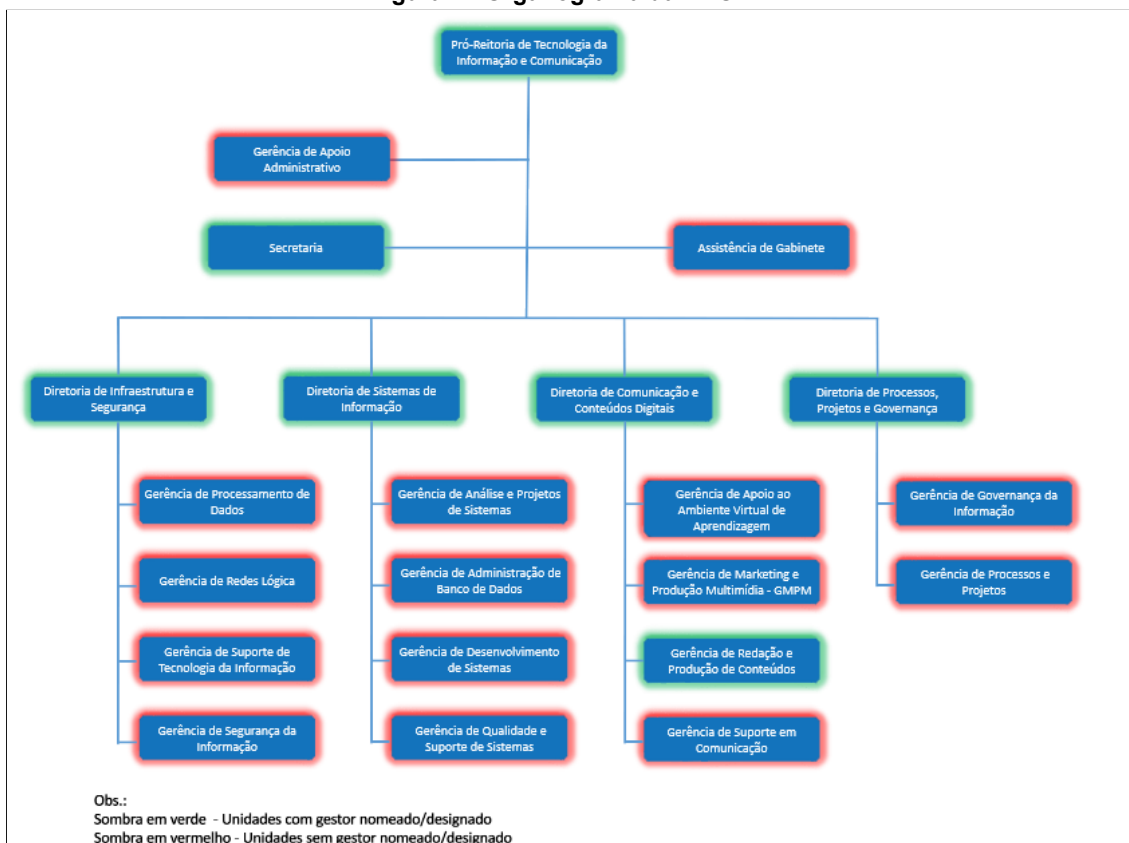 Pró-Reitoria de Tecnologia da
Informação e Comunicação
Gerência de Apoio
Administrativo
Secretaria
Assistência de Gabinete
Diretoria de Infraestrutura e
Segurança
Diretoria de Sistemas de
Informação
Diretoria de Comunicação e
Conteúdos Digitais
Diretoria de Processos,
Projetos e Governança
Gerência de Processamento de
Dados
Gerência de Redes Lógica
Gerência de Suporte de
Tecnologia da Informação
Gerência de Segurança da
Informação
Gerência de Análise e Projetos
de Sistemas
Gerência de Administração de
Banco de Dados
Gerência de Desenvolvimento
de Sistemas
Gerência de Qualidade e
Suporte de Sistemas
Gerência de Apoio ao
Ambiente Virtual de
Aprendizagem
Gerência de Marketing e
Produção Multimídia - GMPM
Gerência de Redação e
Produção de Conteúdos
Gerência de Suporte em
Comunicação
Gerência de Governança da
Informação
Gerência de Processos e
Projetos
Obs.:
Sombra em verde - Unidades com gestor nomeado/designado
Sombra em vermelho - Unidades sem gestor nomeado/designado